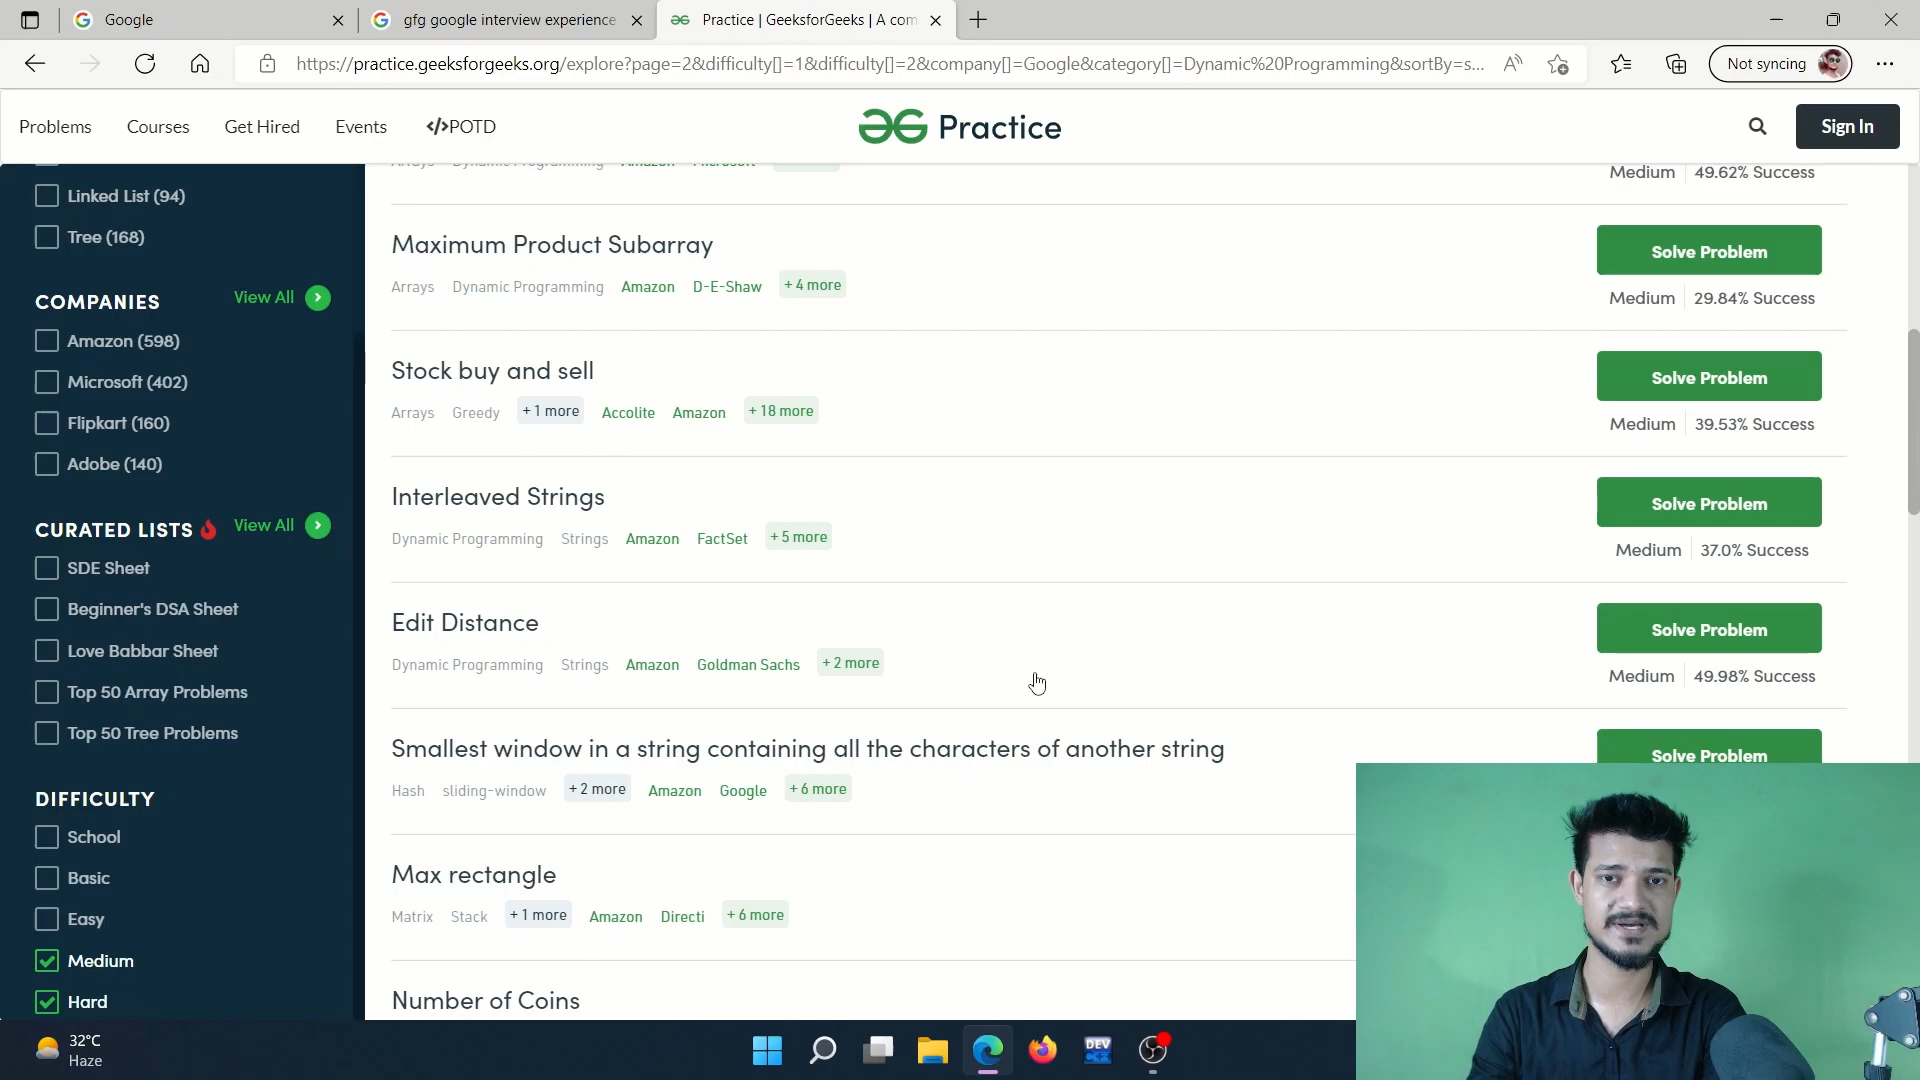 Google
gfg google interview experience
Practice | GeeksforGeeks | A com
https://practice.geeksforgeeks.org/explore?page=2&difficulty[]=1&difficulty[]=2&company[]=Google&category[]=Dynamic%20Programming&sortBy=s...
Not syncing
Problems
Courses
Get Hired
Events
</>POTD
Practice
Sign In
Linked List (94)
Tree (168)
COMPANIES
View All
Amazon (598)
Microsoft (402)
Flipkart (160)
Adobe (140)
CURATED LISTS
View All
SDE Sheet
Beginner's DSA Sheet
Love Babbar Sheet
Top 50 Array Problems
Top 50 Tree Problems
DIFFICULTY
School
Basic
Easy
Medium
Hard
Arrays Dynamic Programming Amazon Microsoft
Medium 49.62% Success
Maximum Product Subarray
Arrays Dynamic Programming Amazon D-E-Shaw + 4 more
Solve Problem
Medium 29.84% Success
Stock buy and sell
Arrays Greedy + 1 more Accolite Amazon + 18 more
Solve Problem
Medium 39.53% Success
Interleaved Strings
Dynamic Programming Strings Amazon FactSet + 5 more
Solve Problem
Medium 37.0% Success
Edit Distance
Dynamic Programming Strings Amazon Goldman Sachs + 2 more
Solve Problem
Medium 49.98% Success
Smallest window in a string containing all the characters of another string
Hash sliding-window + 2 more Amazon Google + 6 more
Solve Problem
Max rectangle
Matrix Stack + 1 more Amazon Directi + 6 more
Number of Coins
32°C
Haze
DEV